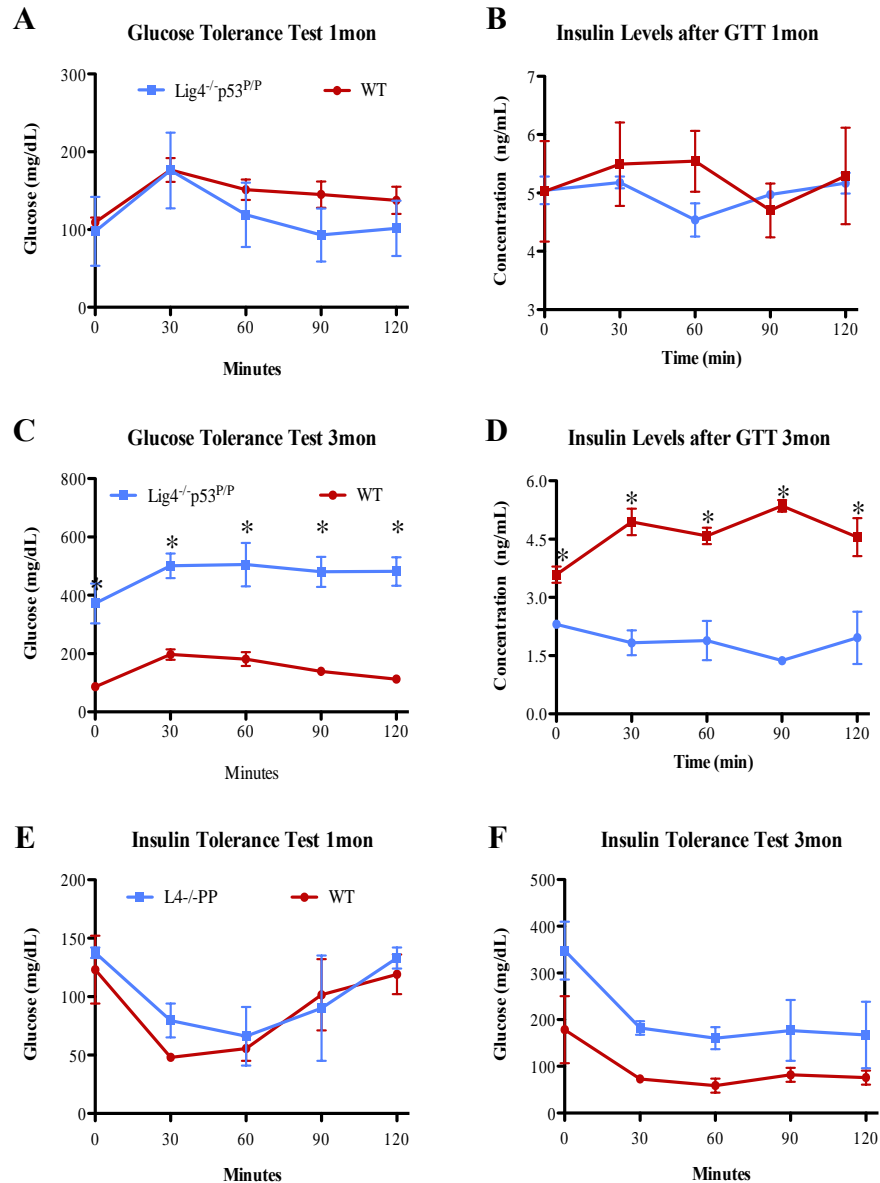 A
Glucose Tolerance Test 1mon
300
200
100
0
Glucose (mg/dL)
Lig4-/-p53P/P
WT
0 30 60 90 120
Minutes
B
Insulin Levels after GTT 1mon
7
6
5
4
3
Concentration (ng/mL)
0 30 60 90 120
Time (min)
C
Glucose Tolerance Test 3mon
800
600
400
200
0
Glucose (mg/dL)
Lig4-/-p53P/P
WT
*
*
*
*
*
0 30 60 90 120
Minutes
D
Insulin Levels after GTT 3mon
6.0
4.5
3.0
1.5
0.0
Concentration (ng/mL)
*
*
*
*
*
0 30 60 90 120
Time (min)
E
Insulin Tolerance Test 1mon
200
150
100
50
0
Glucose (mg/dL)
L4-/-PP
WT
0 30 60 90 120
Minutes
F
Insulin Tolerance Test 3mon
500
400
300
200
100
0
Glucose (mg/dL)
0 30 60 90 120
Minutes